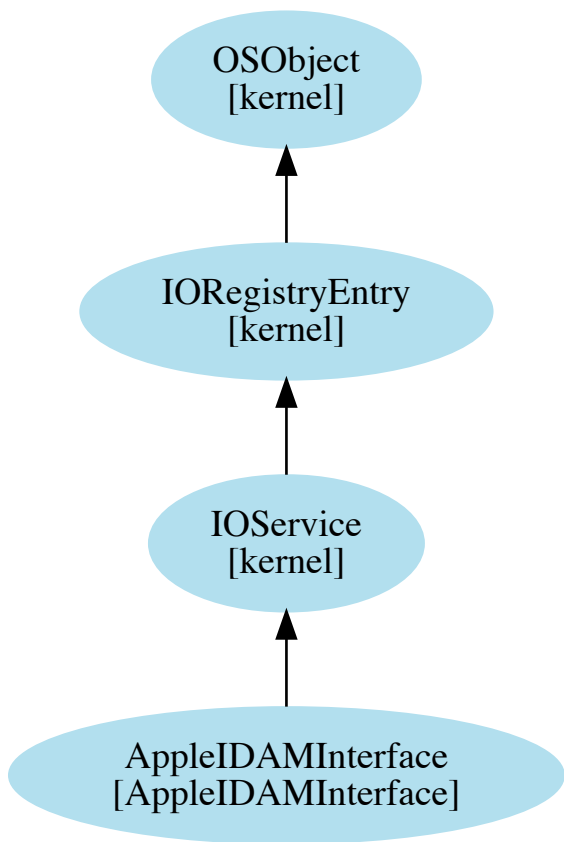 OSObject
[kernel]
IORegistryEntry
[kernel]
IOService
[kernel]
AppleIDAMInterface
[AppleIDAMInterface]